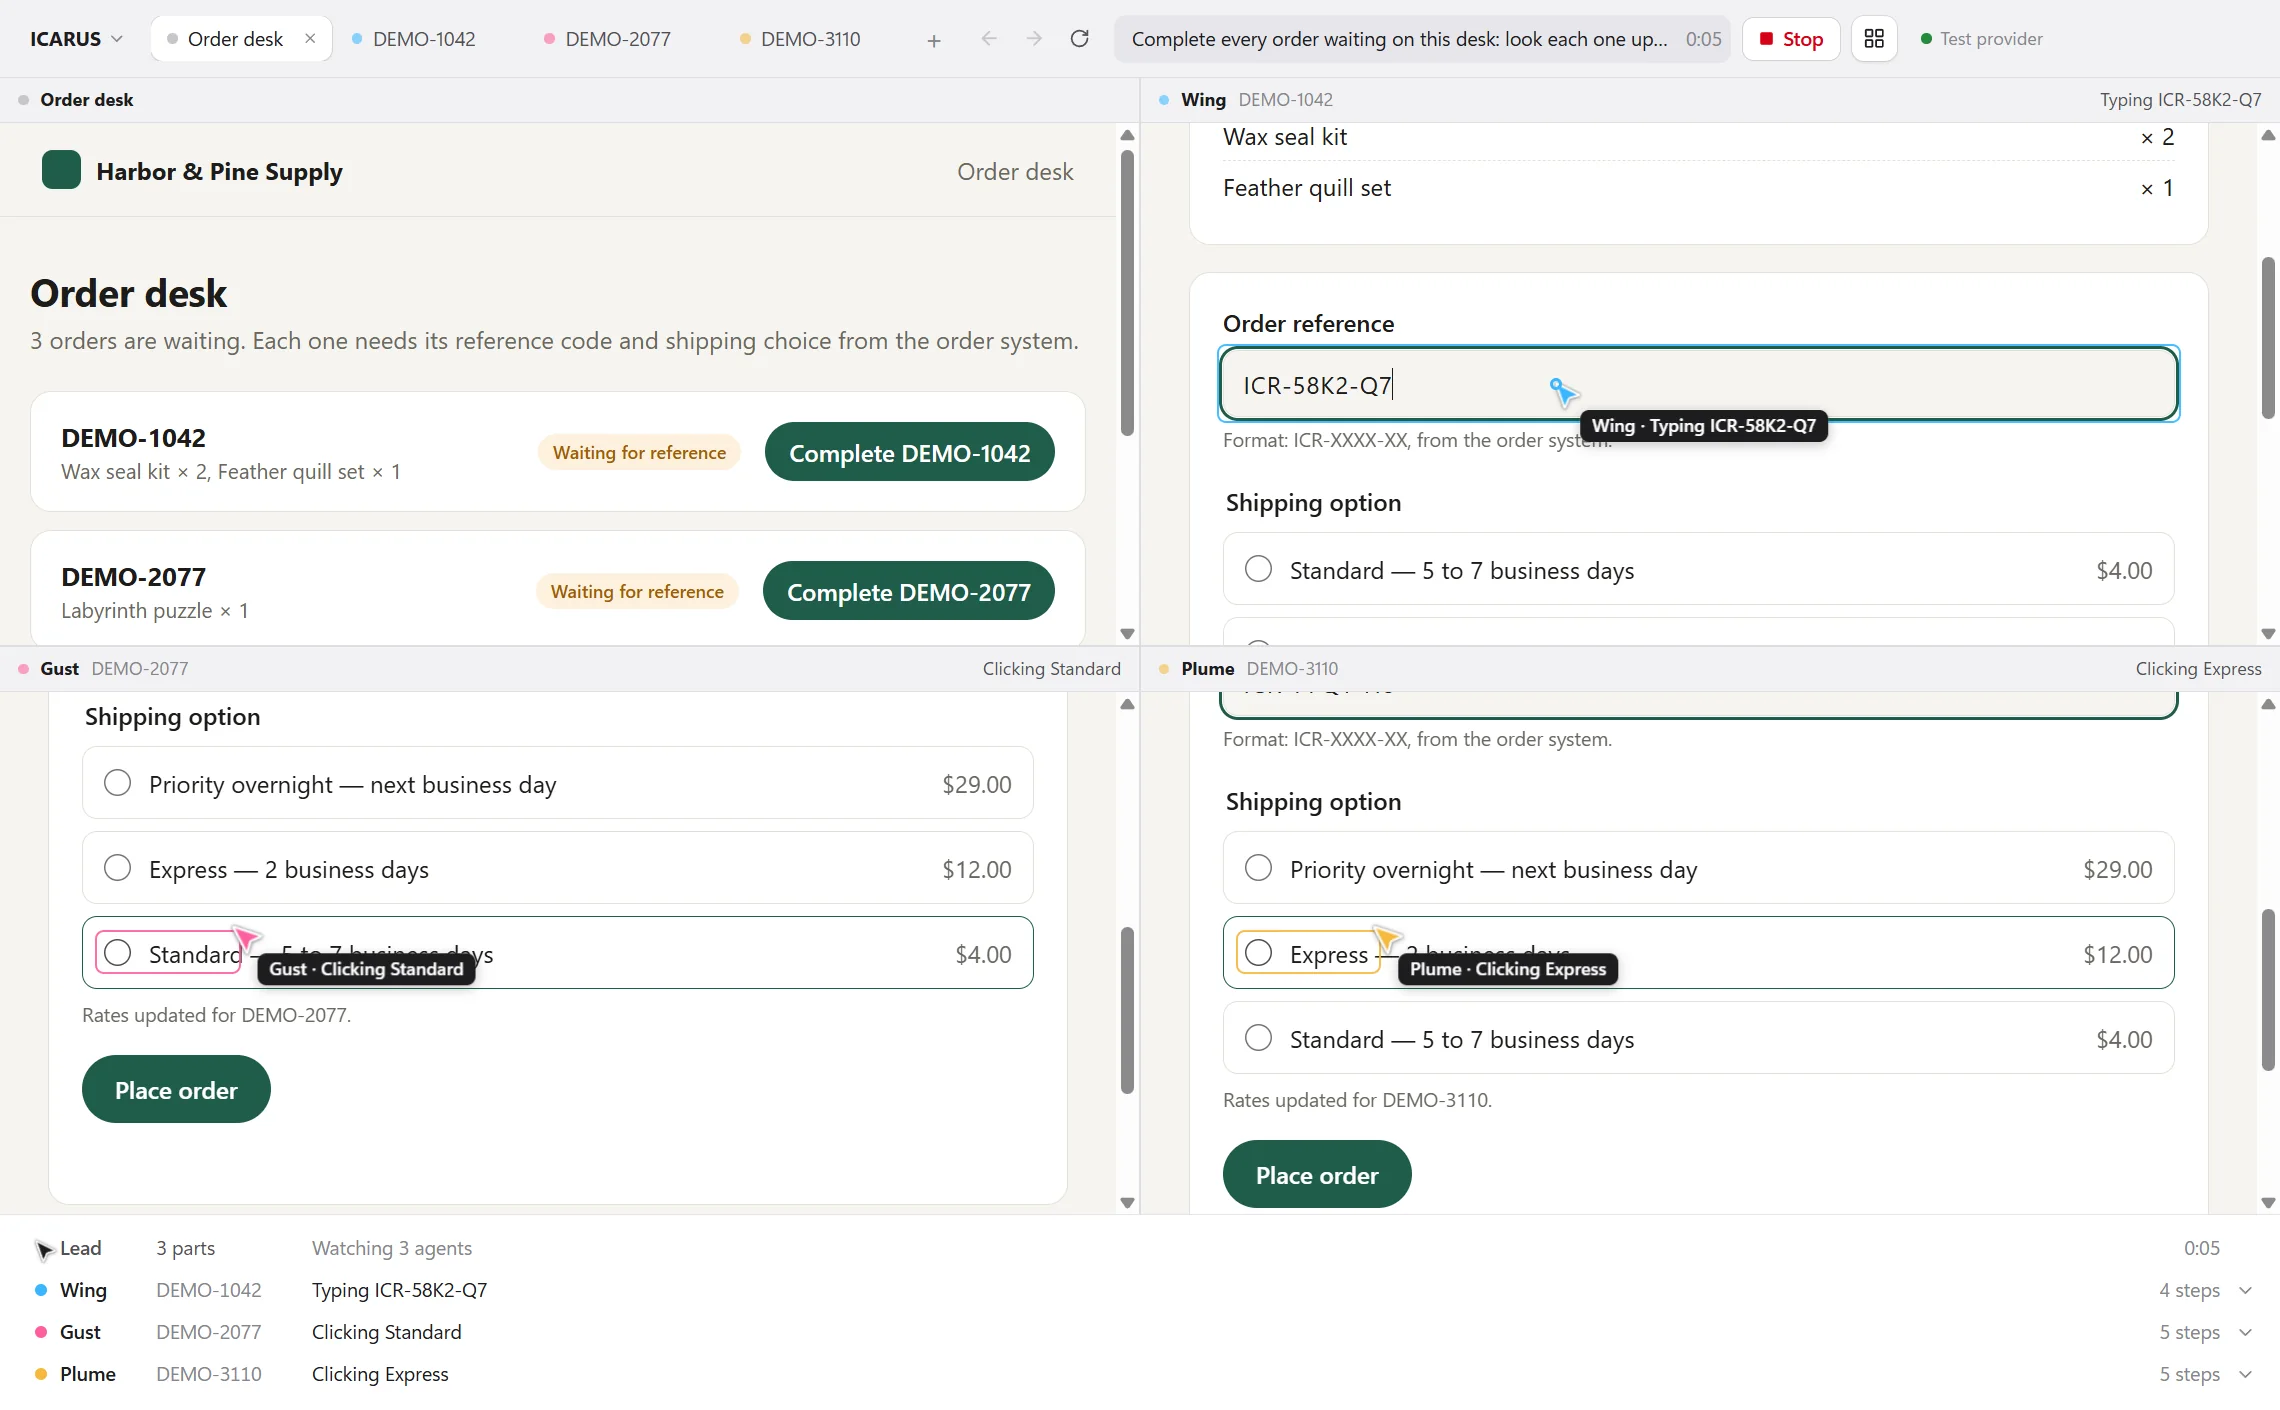 ICARUS
Order desk
DEMO-1042
DEMO-2077
DEMO-3110
Complete every order waiting on this desk: look each one up... 0:05
Stop
Test provider
Order desk
Harbor & Pine Supply
Order desk
Order desk
3 orders are waiting. Each one needs its reference code and shipping choice from the order system.
DEMO-1042
Wax seal kit × 2, Feather quill set × 1
Waiting for reference
Complete DEMO-1042
DEMO-2077
Labyrinth puzzle × 1
Waiting for reference
Complete DEMO-2077
Wing DEMO-1042 Typing ICR-58K2-Q7
Wax seal kit × 2
Feather quill set × 1
Order reference
ICR-58K2-Q7
Wing · Typing ICR-58K2-Q7
Format: ICR-XXXX-XX, from the order system.
Shipping option
Standard — 5 to 7 business days $4.00
Gust DEMO-2077 Clicking Standard
Shipping option
Priority overnight — next business day $29.00
Express — 2 business days $12.00
Standard — 5 to 7 business days $4.00
Gust · Clicking Standard
Rates updated for DEMO-2077.
Place order
Plume DEMO-3110 Clicking Express
Format: ICR-XXXX-XX, from the order system.
Shipping option
Priority overnight — next business day $29.00
Express — 2 business days $12.00
Plume · Clicking Express
Standard — 5 to 7 business days $4.00
Rates updated for DEMO-3110.
Place order
Lead 3 parts Watching 3 agents 0:05
Wing DEMO-1042 Typing ICR-58K2-Q7 4 steps
Gust DEMO-2077 Clicking Standard 5 steps
Plume DEMO-3110 Clicking Express 5 steps